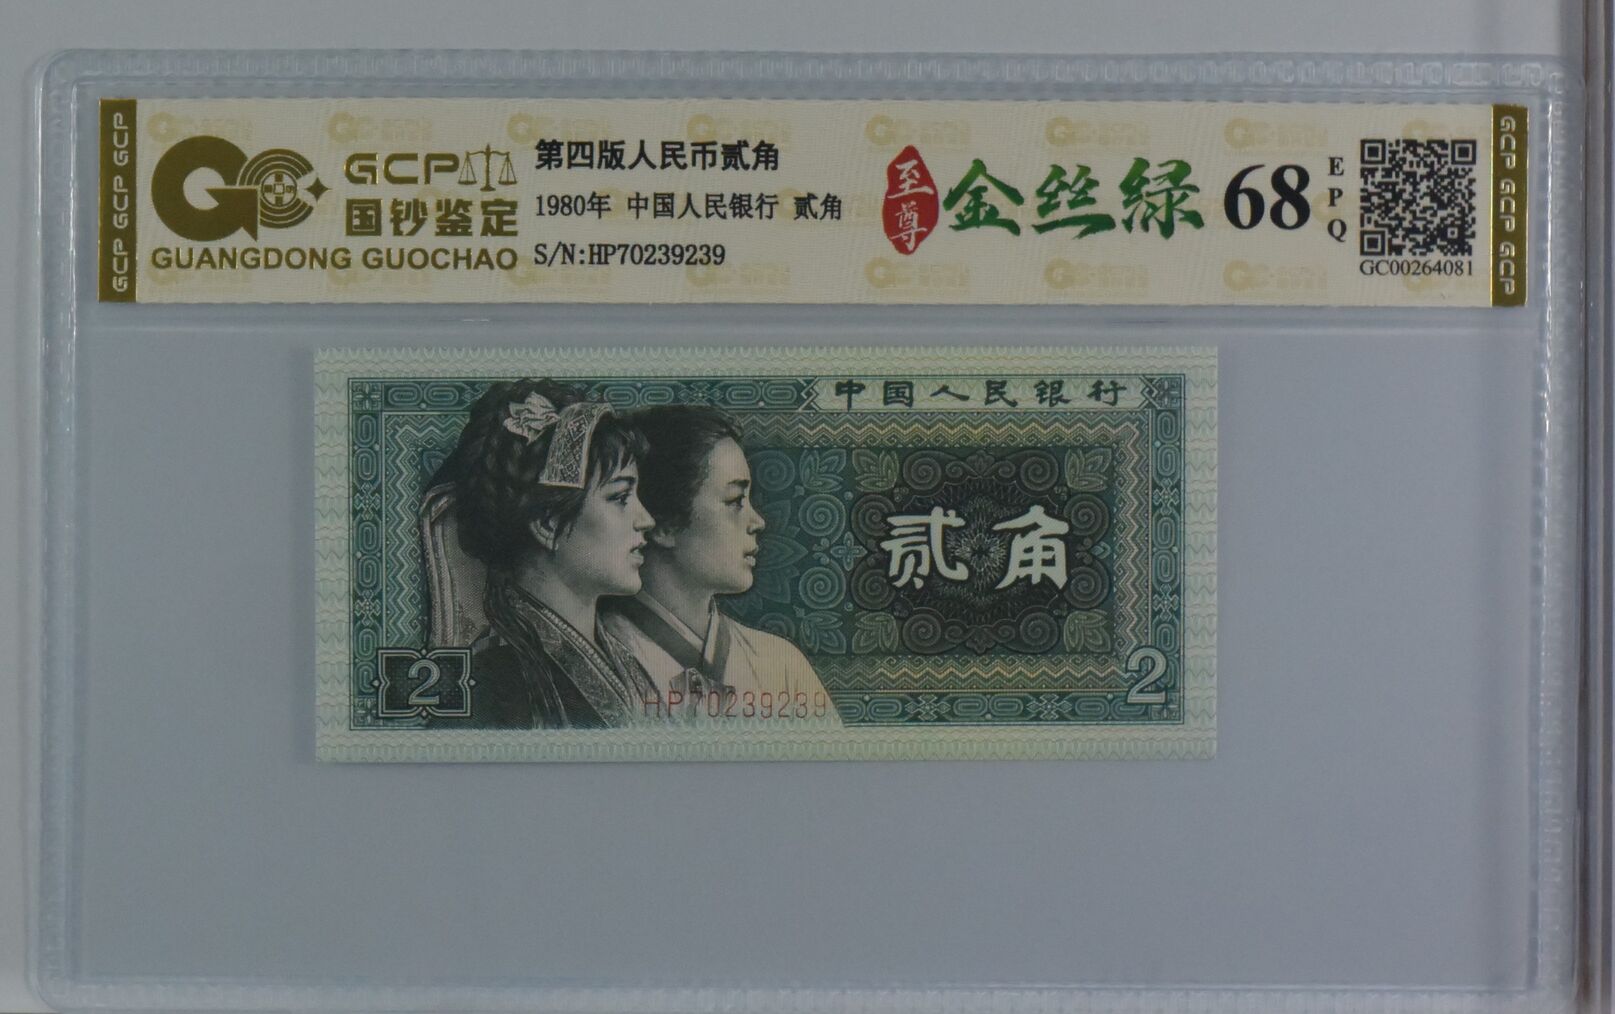 GCP GCP GCP
GCP
国钞鉴定
GUANGDONG GUOCHAO
第四版人民币贰角
1980年 中国人民银行 贰角
S/N:HP70239239
至尊
金丝绿
68
EPQ
GC00264081
GCP GCP GCP
中国人民银行
贰角
2
2
HP70239239